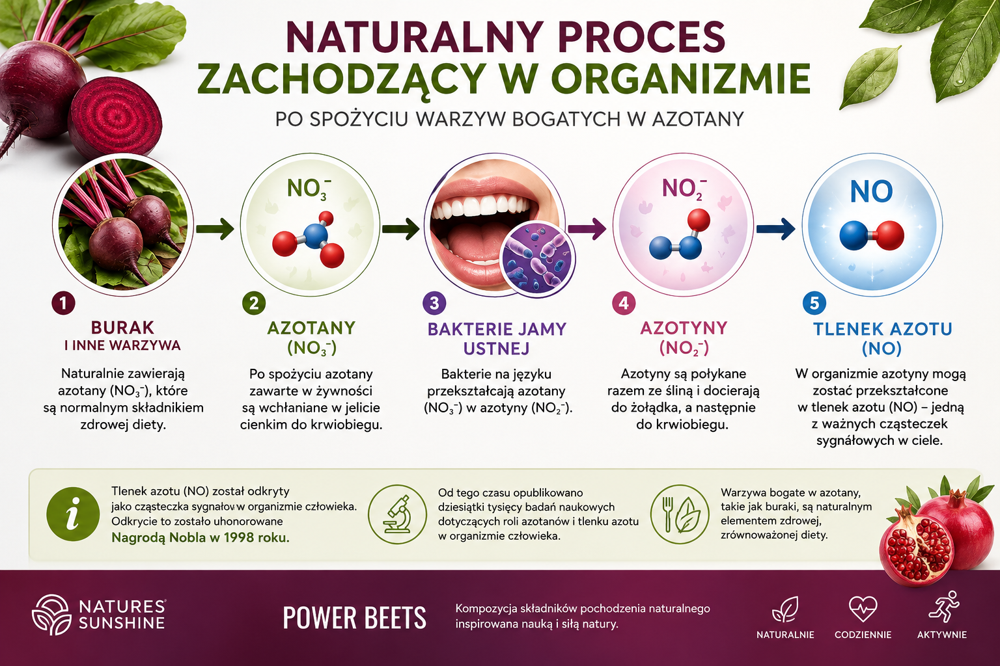 NATURALNY PROCES
ZACHODZĄCY W ORGANIZMIE
PO SPOŻYCIU WARZYW BOGATYCH W AZOTANY
NO₃⁻
NO₂⁻
NO
1
BURAK
I INNE WARZYWA
Naturalnie zawierają
azotany (NO₃⁻), które
są normalnym składnikiem
zdrowej diety.
2
AZOTANY
(NO₃⁻)
Po spożyciu azotany
zawarte w żywności
są wchłaniane w jelicie
cienkim do krwiobiegu.
3
BAKTERIE JAMY
USTNEJ
Bakterie na języku
przekształcają azotany
(NO₃⁻) w azotyny (NO₂⁻).
4
AZOTYNY
(NO₂⁻)
Azotyny są połykane
razem ze śliną i docierają
do żołądka, a następnie
do krwiobiegu.
5
TLENEK AZOTU
(NO)
W organizmie azotyny mogą
zostać przekształcone
w tlenek azotu (NO) – jedną
z ważnych cząsteczek
sygnáłowych w ciele.
i
Tlenek azotu (NO) został odkryty
jako cząsteczka sygnałow w organizmie człowieka.
Odkrycie to zostało uhonorowane
Nagrodą Nobla w 1998 roku.
Od tego czasu opublikowano
dziesiątki tysięcy badań naukowych
dotyczących roli azotanów i tlenku azotu
w organizmie człowieka.
Warzywa bogate w azotany,
takie jak buraki, są naturalnym
elementem zdrowej,
zrównoważonej diety.
NATURES®
SUNSHINE
POWER BEETS
Kompozycja składników pochodzenia naturalnego
inspirowana nauką i siłą natury.
NATURALNIE
CODZIENNIE
AKTYWNIE